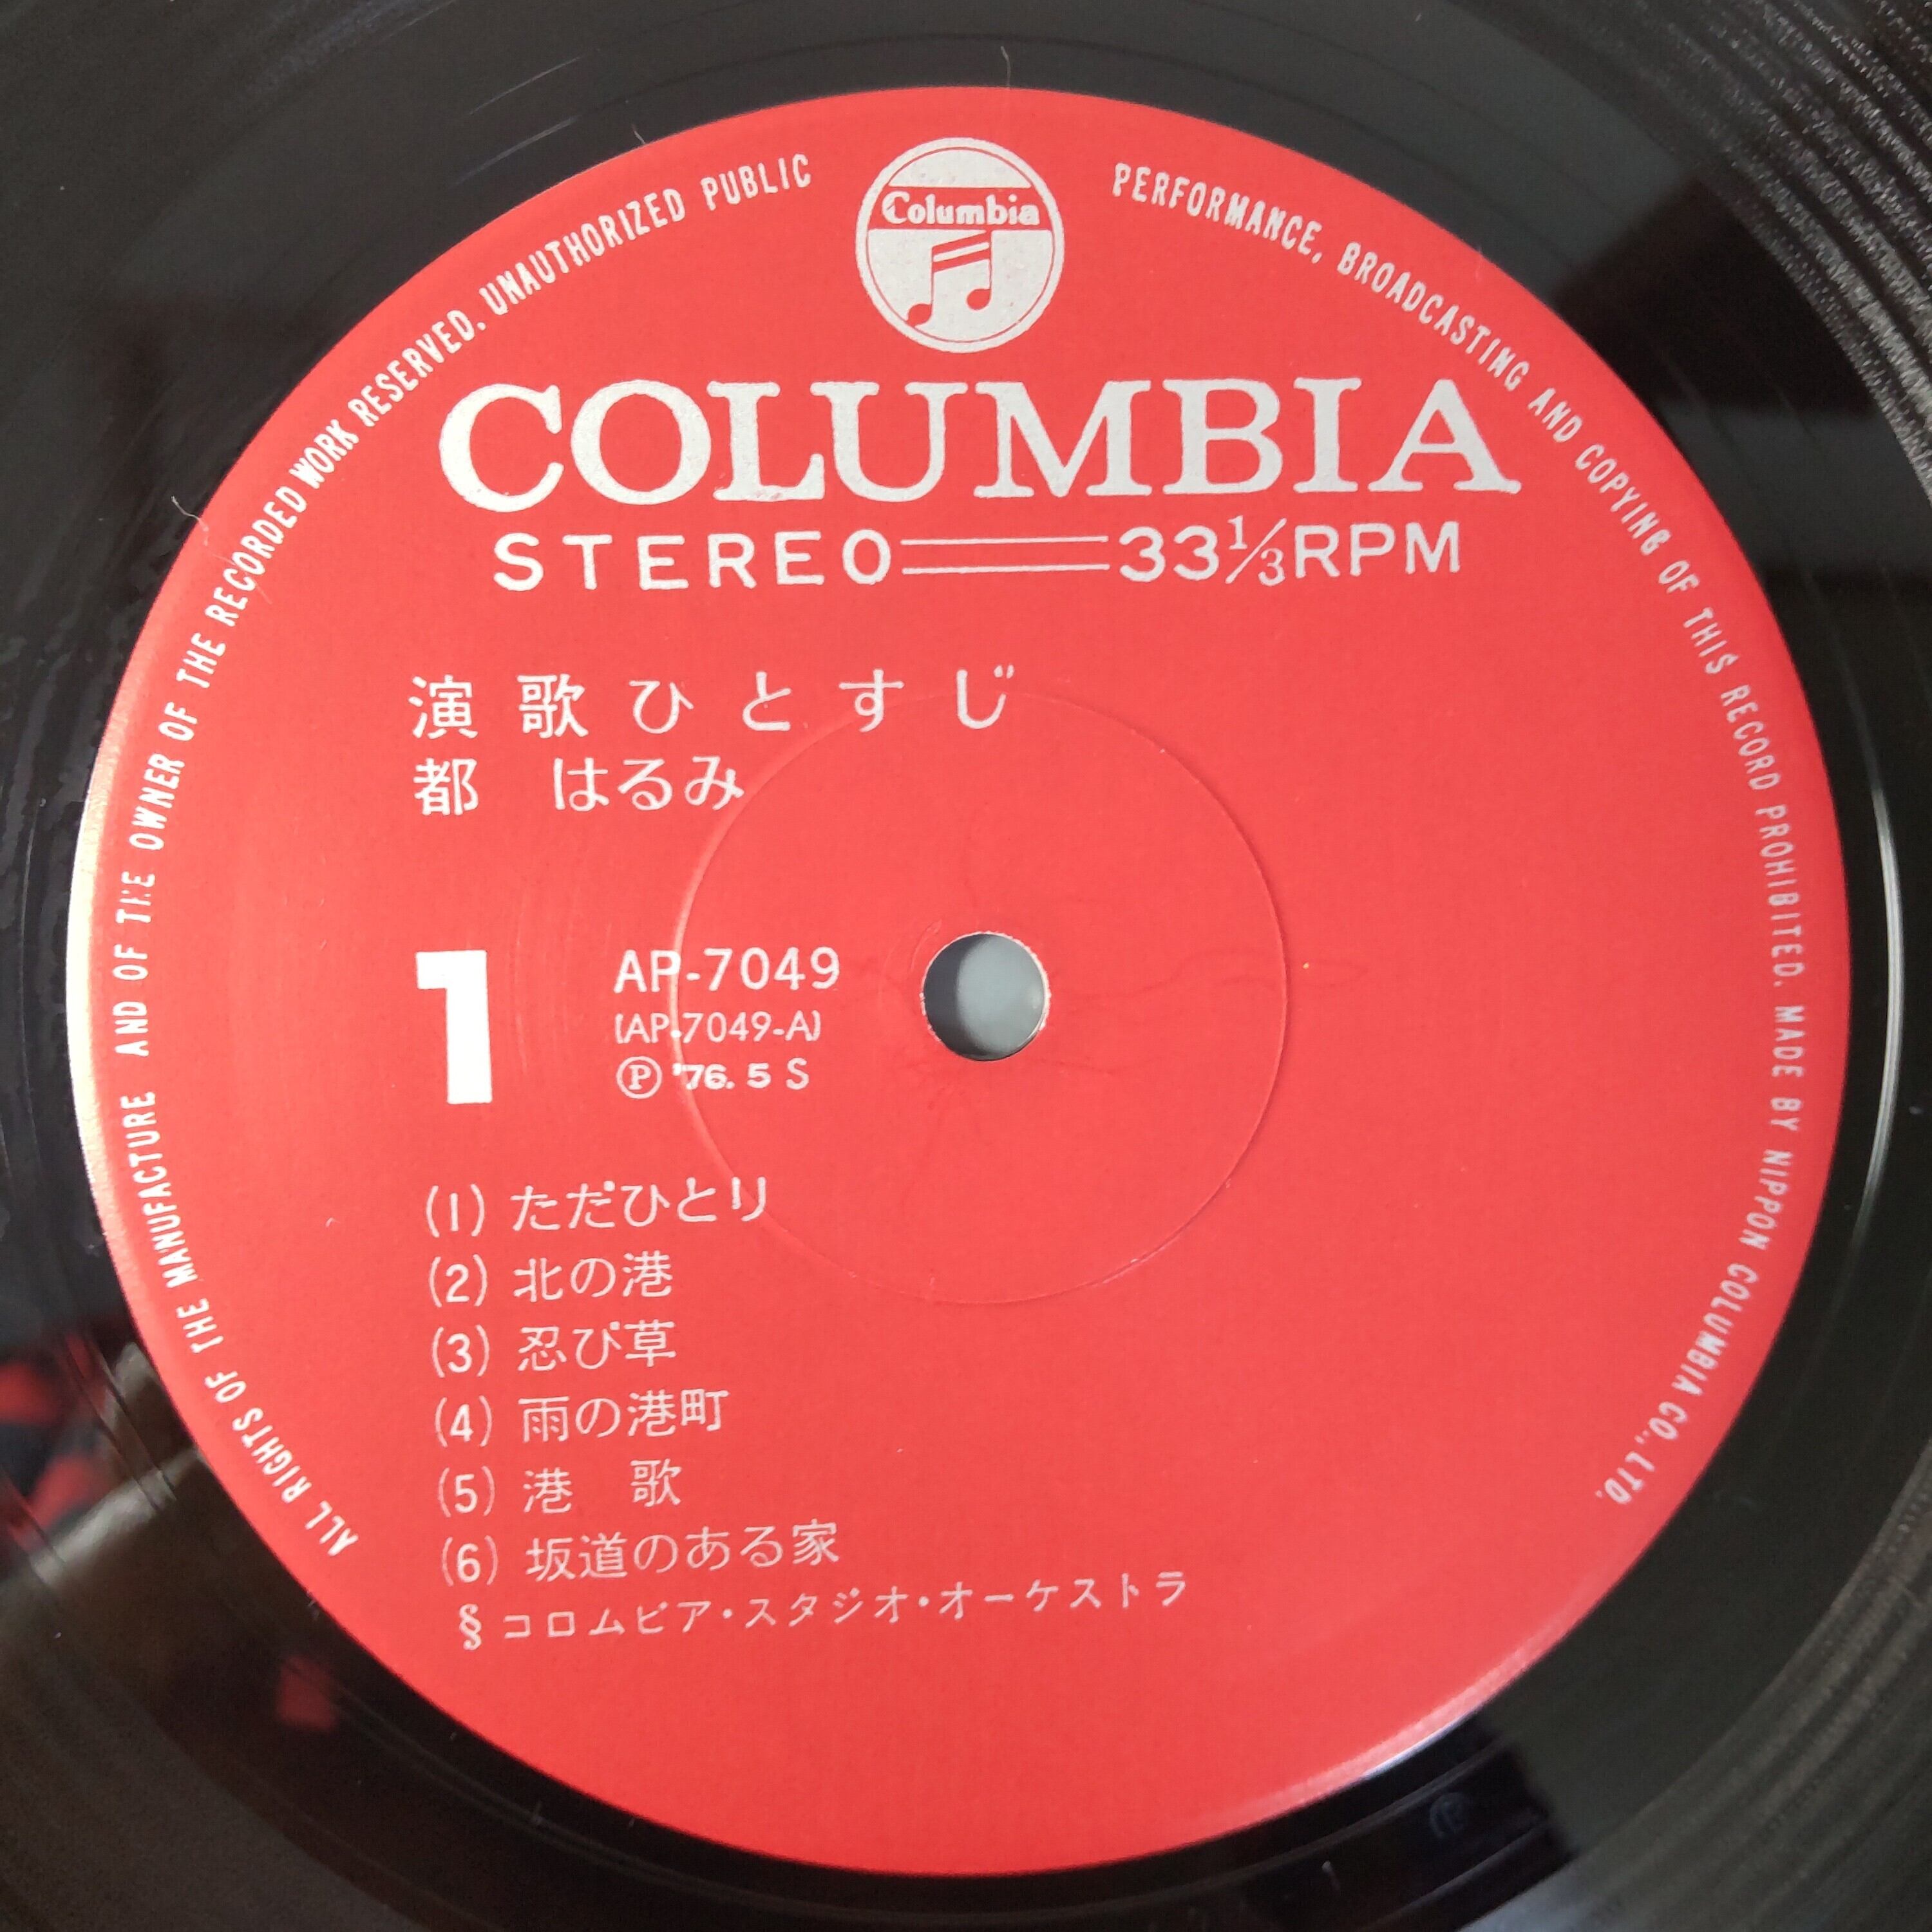 Columbia
ALL RIGHTS OF THE MANUFACTURE AND OF THE OWNER OF THE RECORDED WORK RESERVED. UNAUTHORIZED PUBLIC PERFORMANCE, BROADCASTING AND COPYING OF THIS RECORD PROHIBITED. MADE BY NIPPON COLUMBIA CO., LTD.
COLUMBIA
STEREO 33⅓RPM
演歌ひとすじ
都 はるみ
1
AP-7049
(AP-7049-A)
Ⓟ '76. 5 S
(1) ただひとり
(2) 北の港
(3) 忍び草
(4) 雨の港町
(5) 港 歌
(6) 坂道のある家
§ コロムビア・スタジオ・オーケストラ